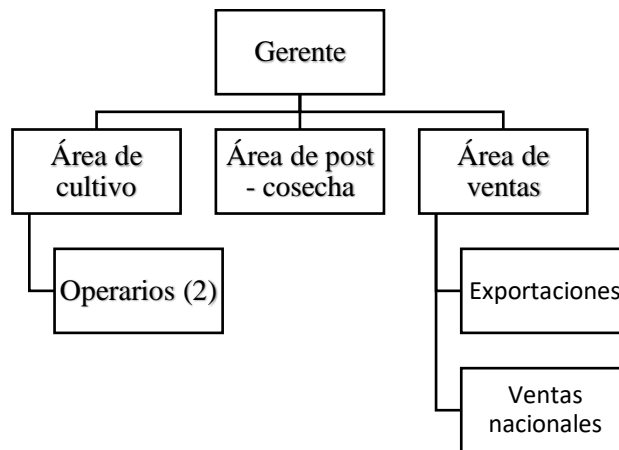 Gerente
Área de
cultivo
Área de post
- cosecha
Área de
ventas
Operarios (2)
Exportaciones
Ventas
nacionales